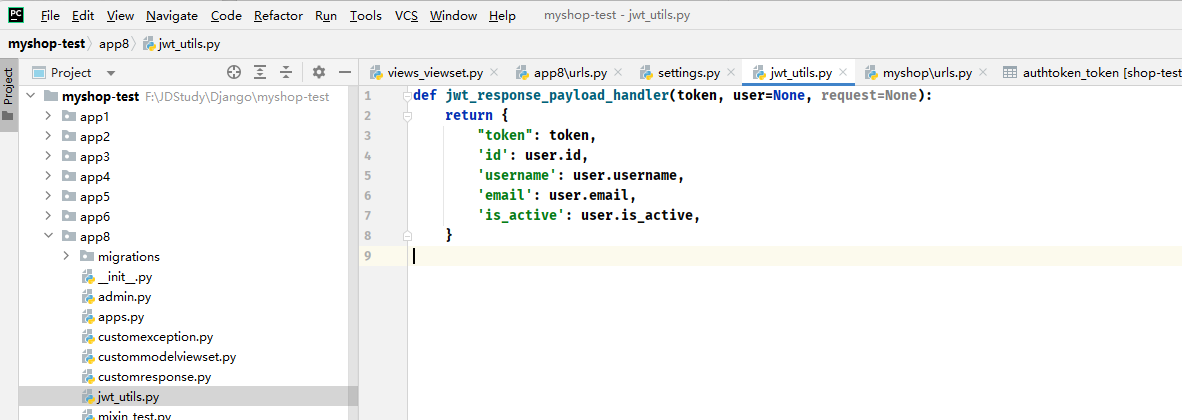 PC File Edit View Navigate Code Refactor Run Tools VCS Window Help myshop-test - jwt_utils.py
myshop-test app8 jwt_utils.py
Project
Project
views_viewset.py app8\urls.py settings.py jwt_utils.py myshop\urls.py authtoken_token [shop-test
myshop-test F:\JDStudy\Django\myshop-test
app1
app2
app3
app4
app5
app6
app8
migrations
__init__.py
admin.py
apps.py
customexception.py
custommodelviewset.py
customresponse.py
jwt_utils.py
mixin_test.py
1 def jwt_response_payload_handler(token, user=None, request=None):
2 return {
3 "token": token,
4 'id': user.id,
5 'username': user.username,
6 'email': user.email,
7 'is_active': user.is_active,
8 }
9